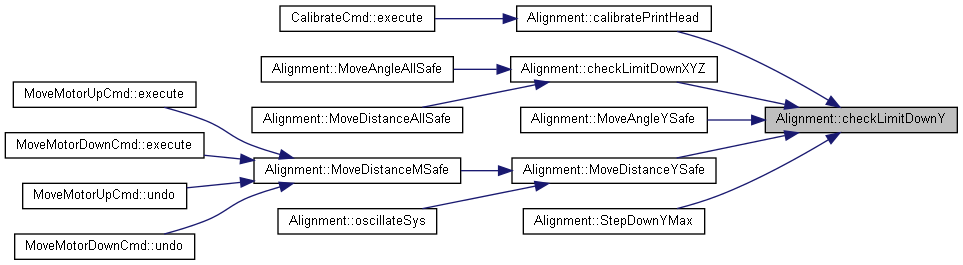 CalibrateCmd::execute
Alignment::calibratePrintHead
Alignment::MoveAngleAllSafe
Alignment::checkLimitDownXYZ
MoveMotorUpCmd::execute
Alignment::MoveDistanceAllSafe
Alignment::MoveAngleYSafe
Alignment::checkLimitDownY
MoveMotorDownCmd::execute
Alignment::MoveDistanceMSafe
Alignment::MoveDistanceYSafe
MoveMotorUpCmd::undo
Alignment::oscillateSys
Alignment::StepDownYMax
MoveMotorDownCmd::undo